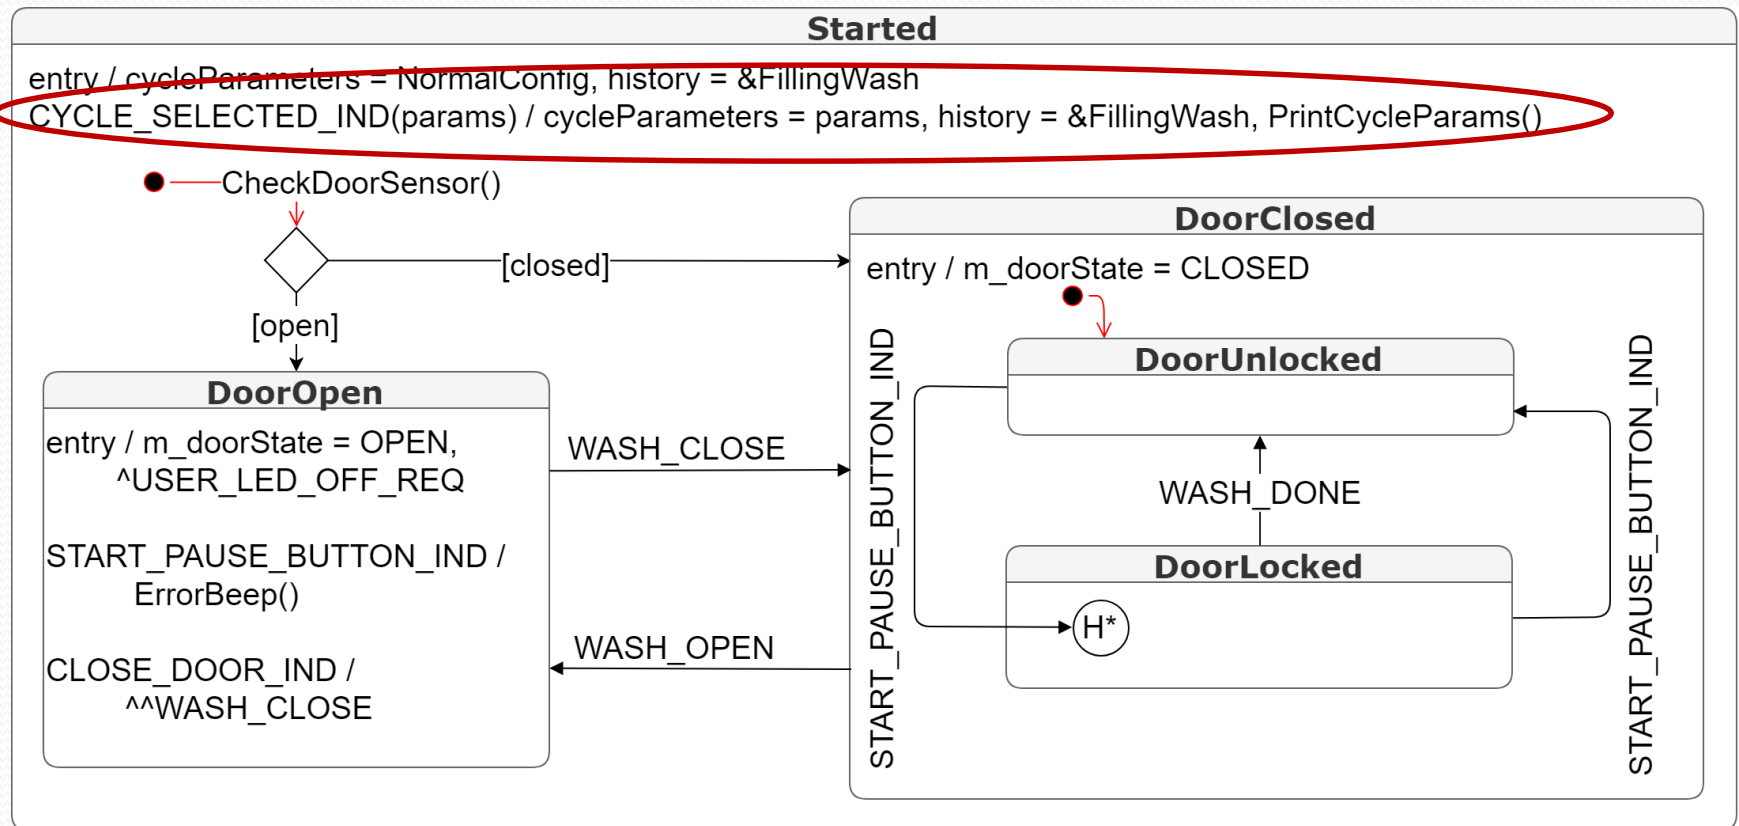 Started
entry / cycleParameters = NormalConfig, history = &FillingWash
CYCLE_SELECTED_IND(params) / cycleParameters = params, history = &FillingWash, PrintCycleParams()
CheckDoorSensor()
[closed]
[open]
DoorOpen
entry / m_doorState = OPEN,
^USER_LED_OFF_REQ
START_PAUSE_BUTTON_IND /
ErrorBeep()
CLOSE_DOOR_IND /
^^WASH_CLOSE
WASH_CLOSE
WASH_OPEN
DoorClosed
entry / m_doorState = CLOSED
START_PAUSE_BUTTON_IND
DoorUnlocked
WASH_DONE
DoorLocked
H*
START_PAUSE_BUTTON_IND